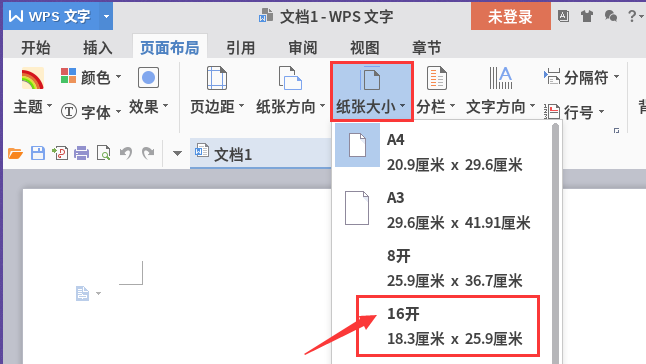 WPS 文字
文档1 - WPS 文字
未登录
开始 插入 页面布局 引用 审阅 视图 章节
主题 颜色 字体 效果 页边距 纸张方向 纸张大小 分栏 文字方向 分隔符 行号
文档1
A4
20.9厘米 x 29.6厘米
A3
29.6厘米 x 41.91厘米
8开
25.9厘米 x 36.7厘米
16开
18.3厘米 x 25.9厘米